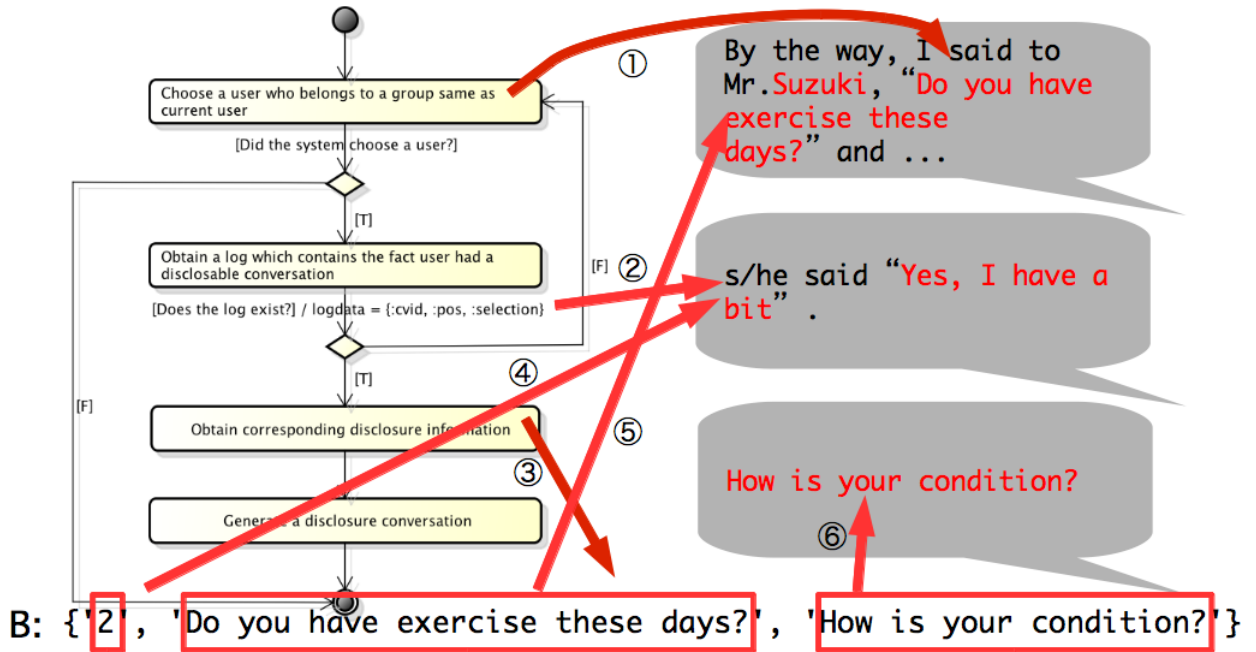 ①
Choose a user who belongs to a group same as
current user
[Did the system choose a user?]
[T]
Obtain a log which contains the fact user had a
disclosable conversation
[F]
②
[Does the log exist?] / logdata = {:cvid, :pos, :selection}
④
[T]
[F]
Obtain corresponding disclosure information
⑤
③
Generate a disclosure conversation
By the way, I said to
Mr.Suzuki, “Do you have
exercise these
days?” and ...
s/he said “Yes, I have a
bit” .
How is your condition?
⑥
B: {'2', 'Do you have exercise these days?', 'How is your condition?'}